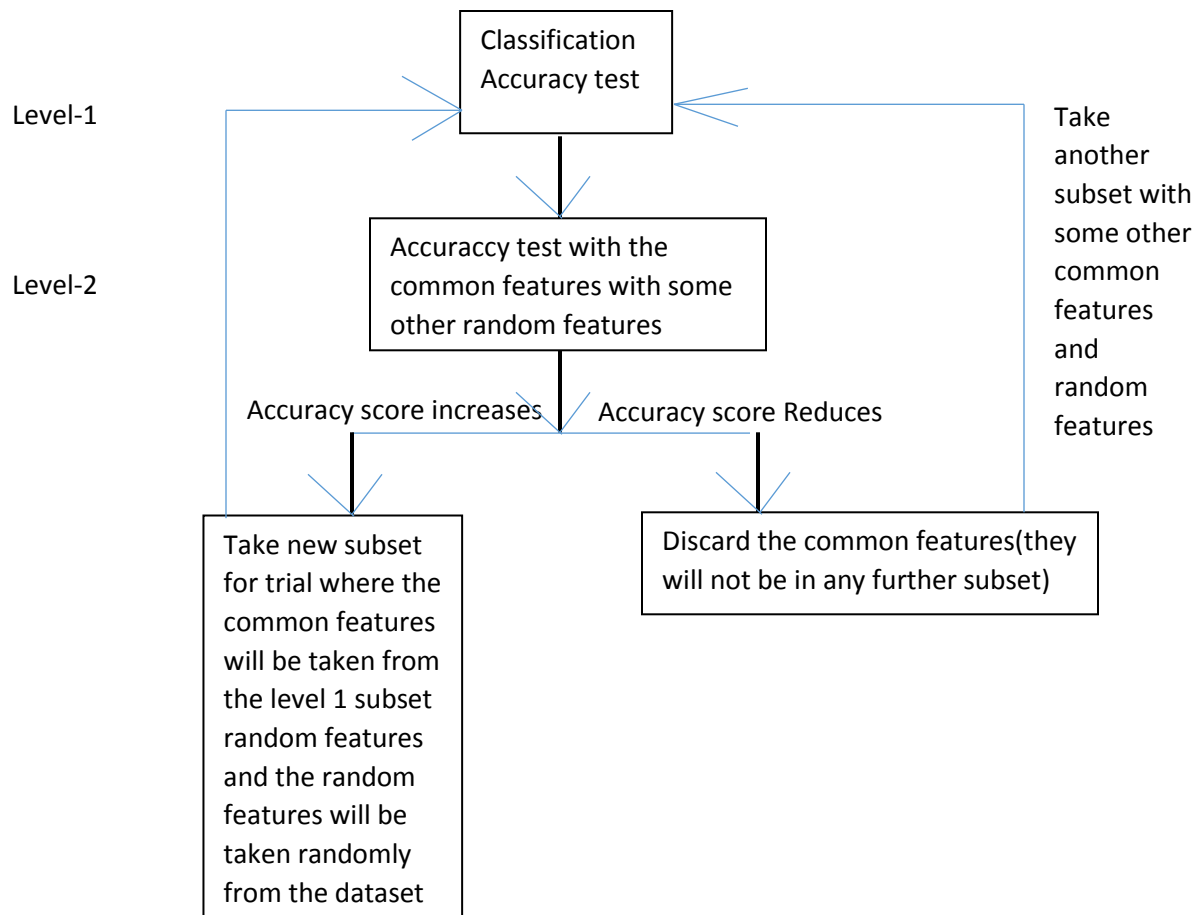 Classification
Accuracy test
Level-1
Take
another
subset with
some other
common
features
and
random
features
Level-2
Accuraccy test with the
common features with some
other random features
Accuracy score increases
Accuracy score Reduces
Take new subset
for trial where the
common features
will be taken from
the level 1 subset
random features
and the random
features will be
taken randomly
from the dataset
Discard the common features(they
will not be in any further subset)